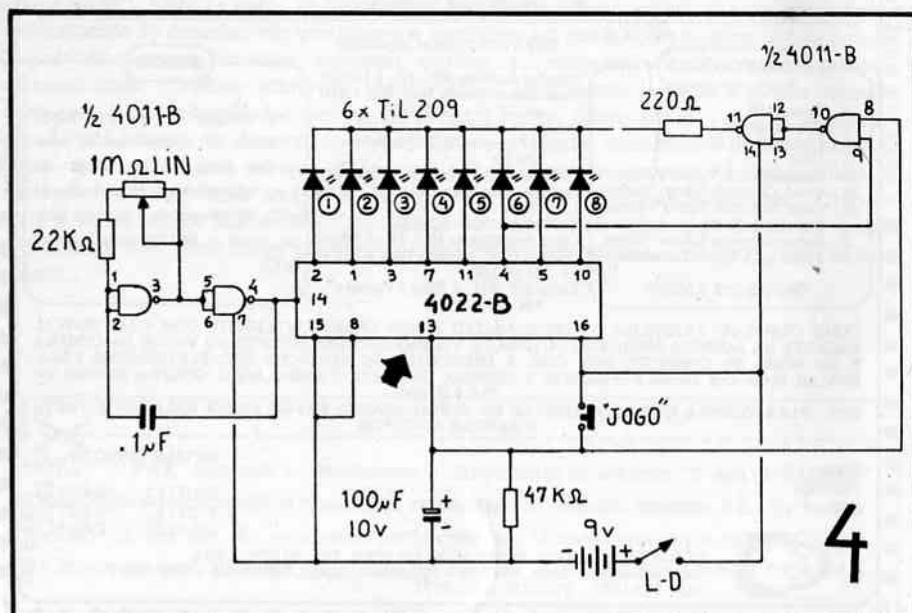 ½ 4011-B
½ 4011-B
6 x TiL 209
220Ω
11
12
14
13
10
8
9
1MΩ LIN
22KΩ
1
2
3
5
6
4
7
.1µF
① ② ③ ④ ⑤ ⑥ ⑦ ⑧
2 1 3 7 11 4 5 10
14
4022-B
15 8 13 16
"JOGO"
100µF
10v
+
-
47KΩ
9v
- +
L-D
4